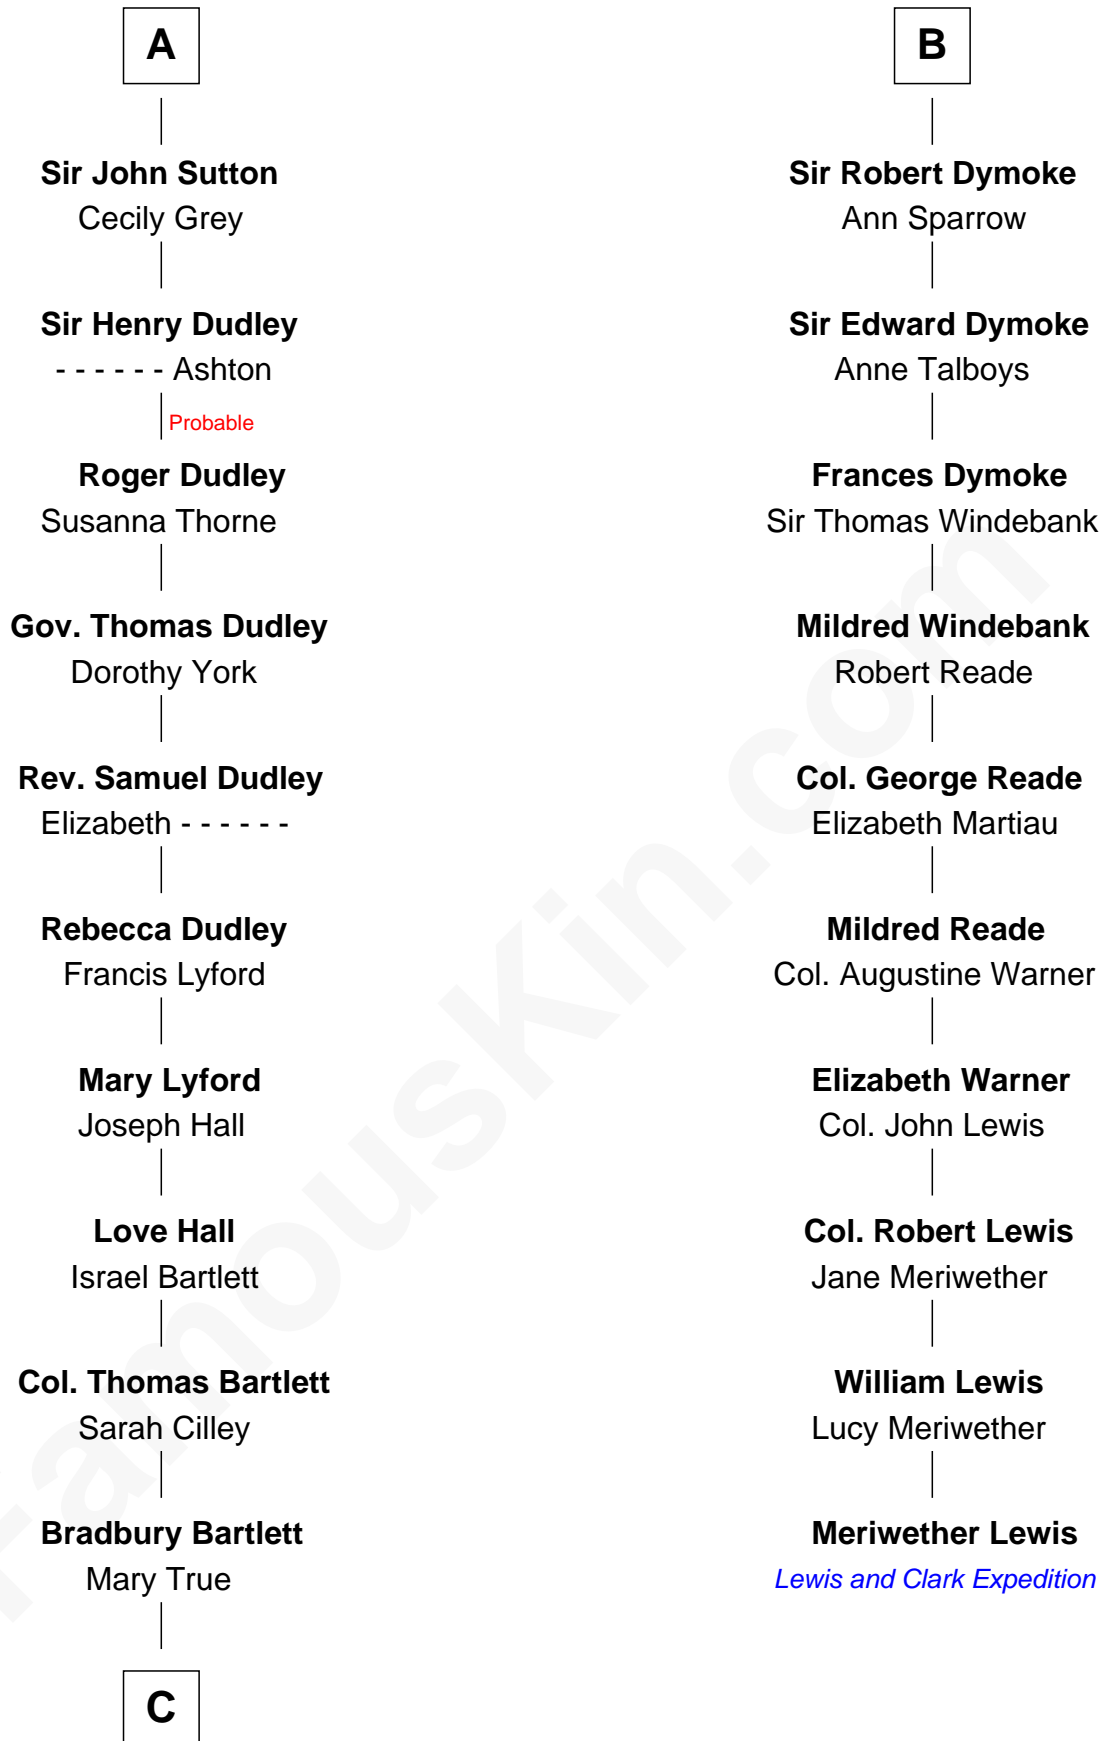 A
Sir John Sutton
Cecily Grey
Sir Henry Dudley
- - - - - - Ashton
Probable
Roger Dudley
Susanna Thorne
Gov. Thomas Dudley
Dorothy York
Rev. Samuel Dudley
Elizabeth - - - - - -
Rebecca Dudley
Francis Lyford
Mary Lyford
Joseph Hall
Love Hall
Israel Bartlett
Col. Thomas Bartlett
Sarah Cilley
Bradbury Bartlett
Mary True
C
B
Sir Robert Dymoke
Ann Sparrow
Sir Edward Dymoke
Anne Talboys
Frances Dymoke
Sir Thomas Windebank
Mildred Windebank
Robert Reade
Col. George Reade
Elizabeth Martiau
Mildred Reade
Col. Augustine Warner
Elizabeth Warner
Col. John Lewis
Col. Robert Lewis
Jane Meriwether
William Lewis
Lucy Meriwether
Meriwether Lewis
Lewis and Clark Expedition
FamousKin.com